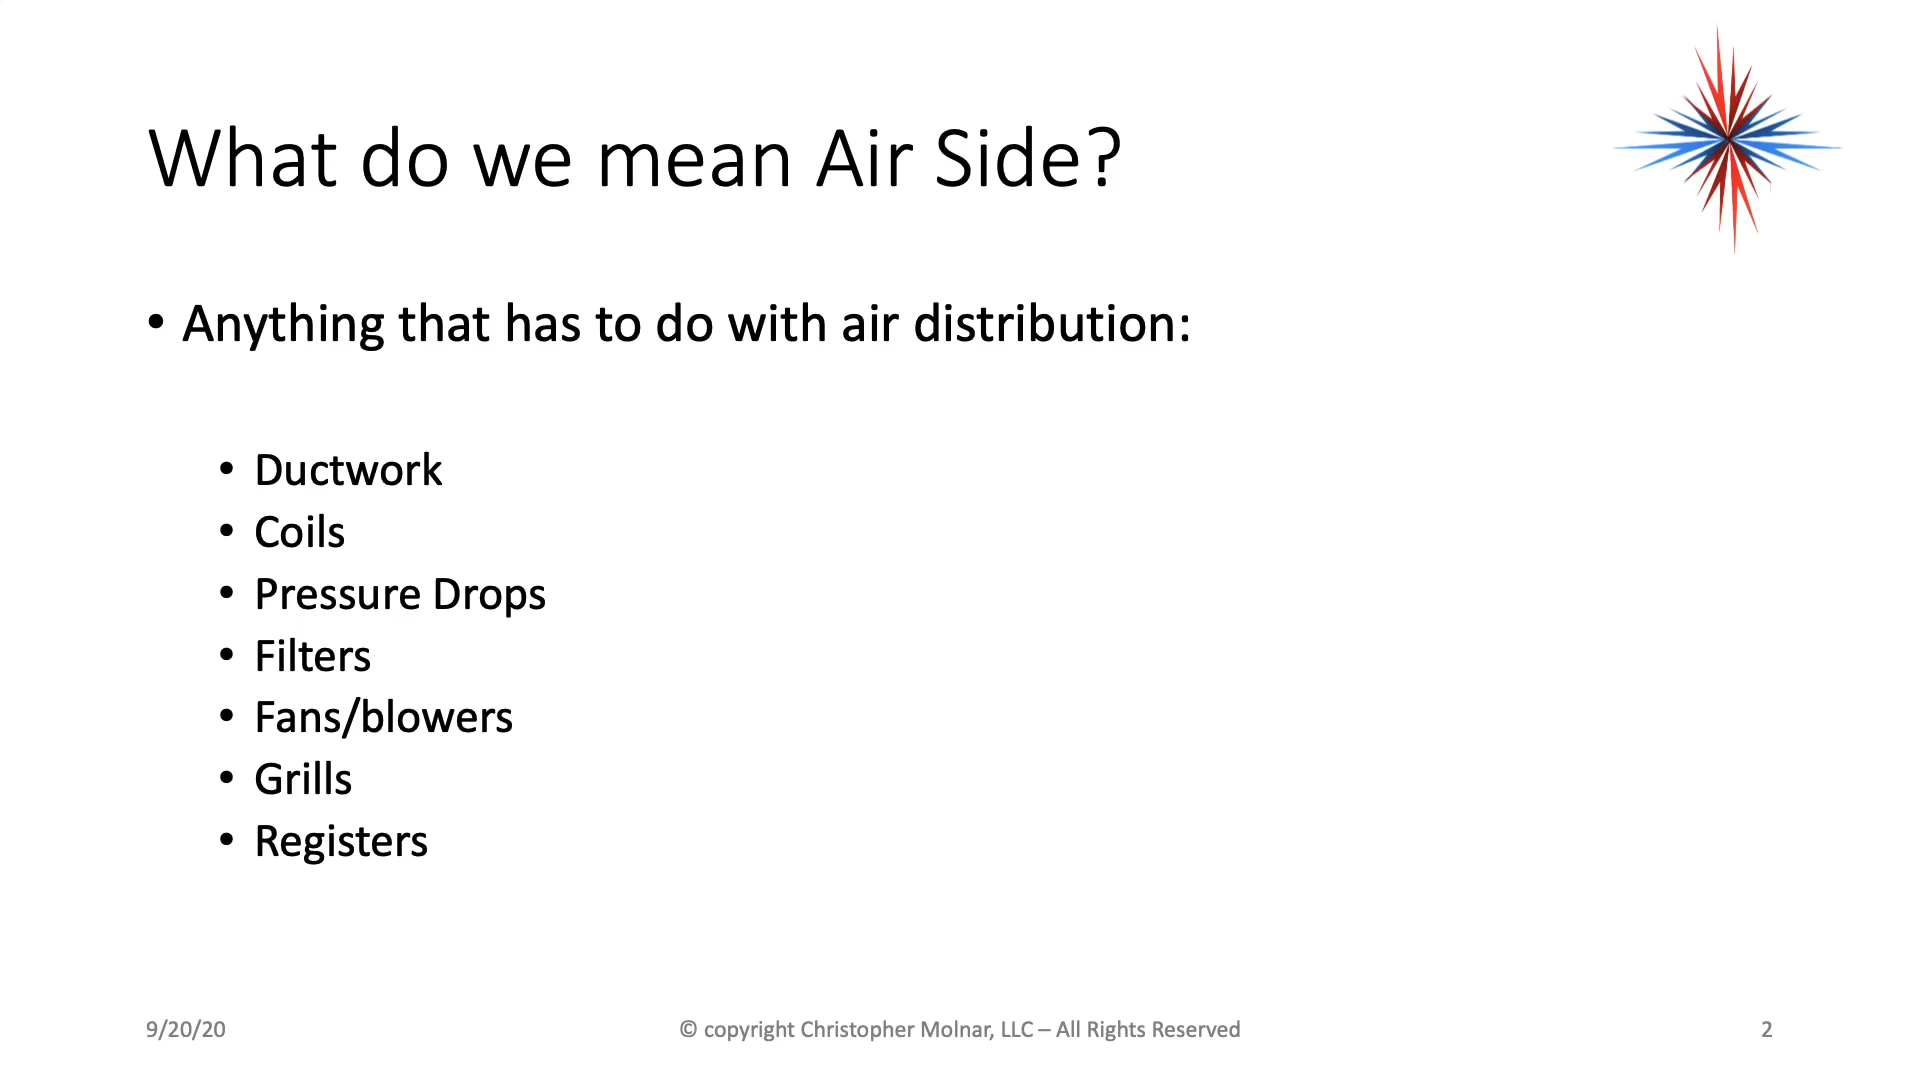 What do we mean Air Side?
• Anything that has to do with air distribution:
• Ductwork
• Coils
• Pressure Drops
• Filters
• Fans/blowers
• Grills
• Registers
9/20/20
© copyright Christopher Molnar, LLC – All Rights Reserved
2